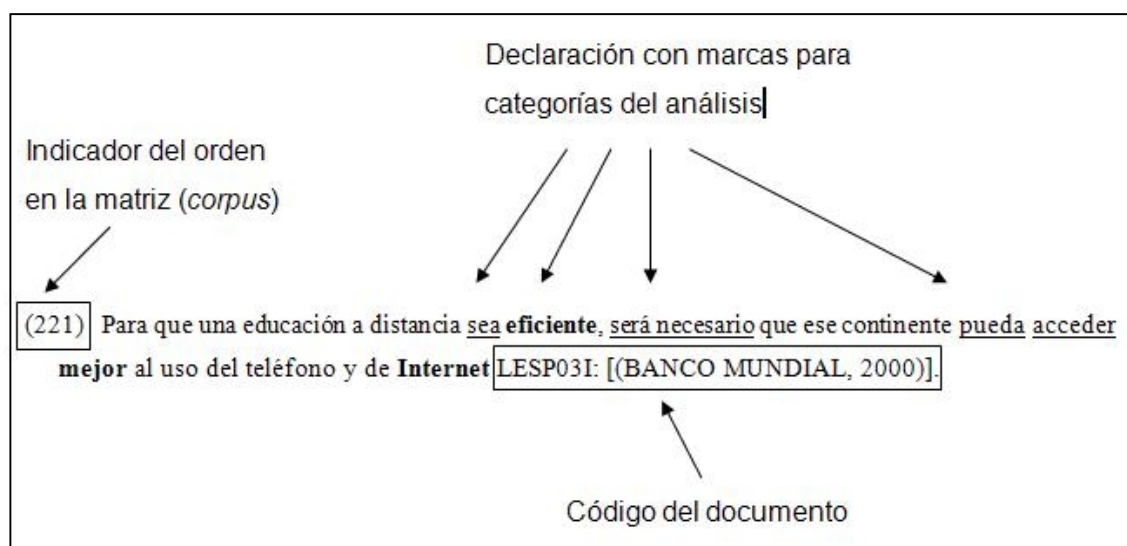 Declaración con marcas para
categorías del análisis
Indicador del orden
en la matriz (corpus)
(221) Para que una educación a distancia sea eficiente, será necesario que ese continente pueda acceder
mejor al uso del teléfono y de Internet LESP03I: [(BANCO MUNDIAL, 2000)].
Código del documento